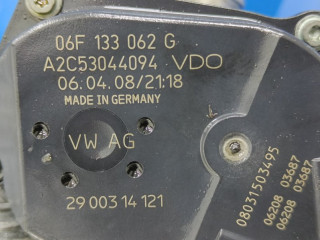 06F 133 062 G
A2C53044094 VDO
06.04.08/21:18
MADE IN GERMANY
VW AG
29 003 14 121
08031503495
06208 03687
06208 03687